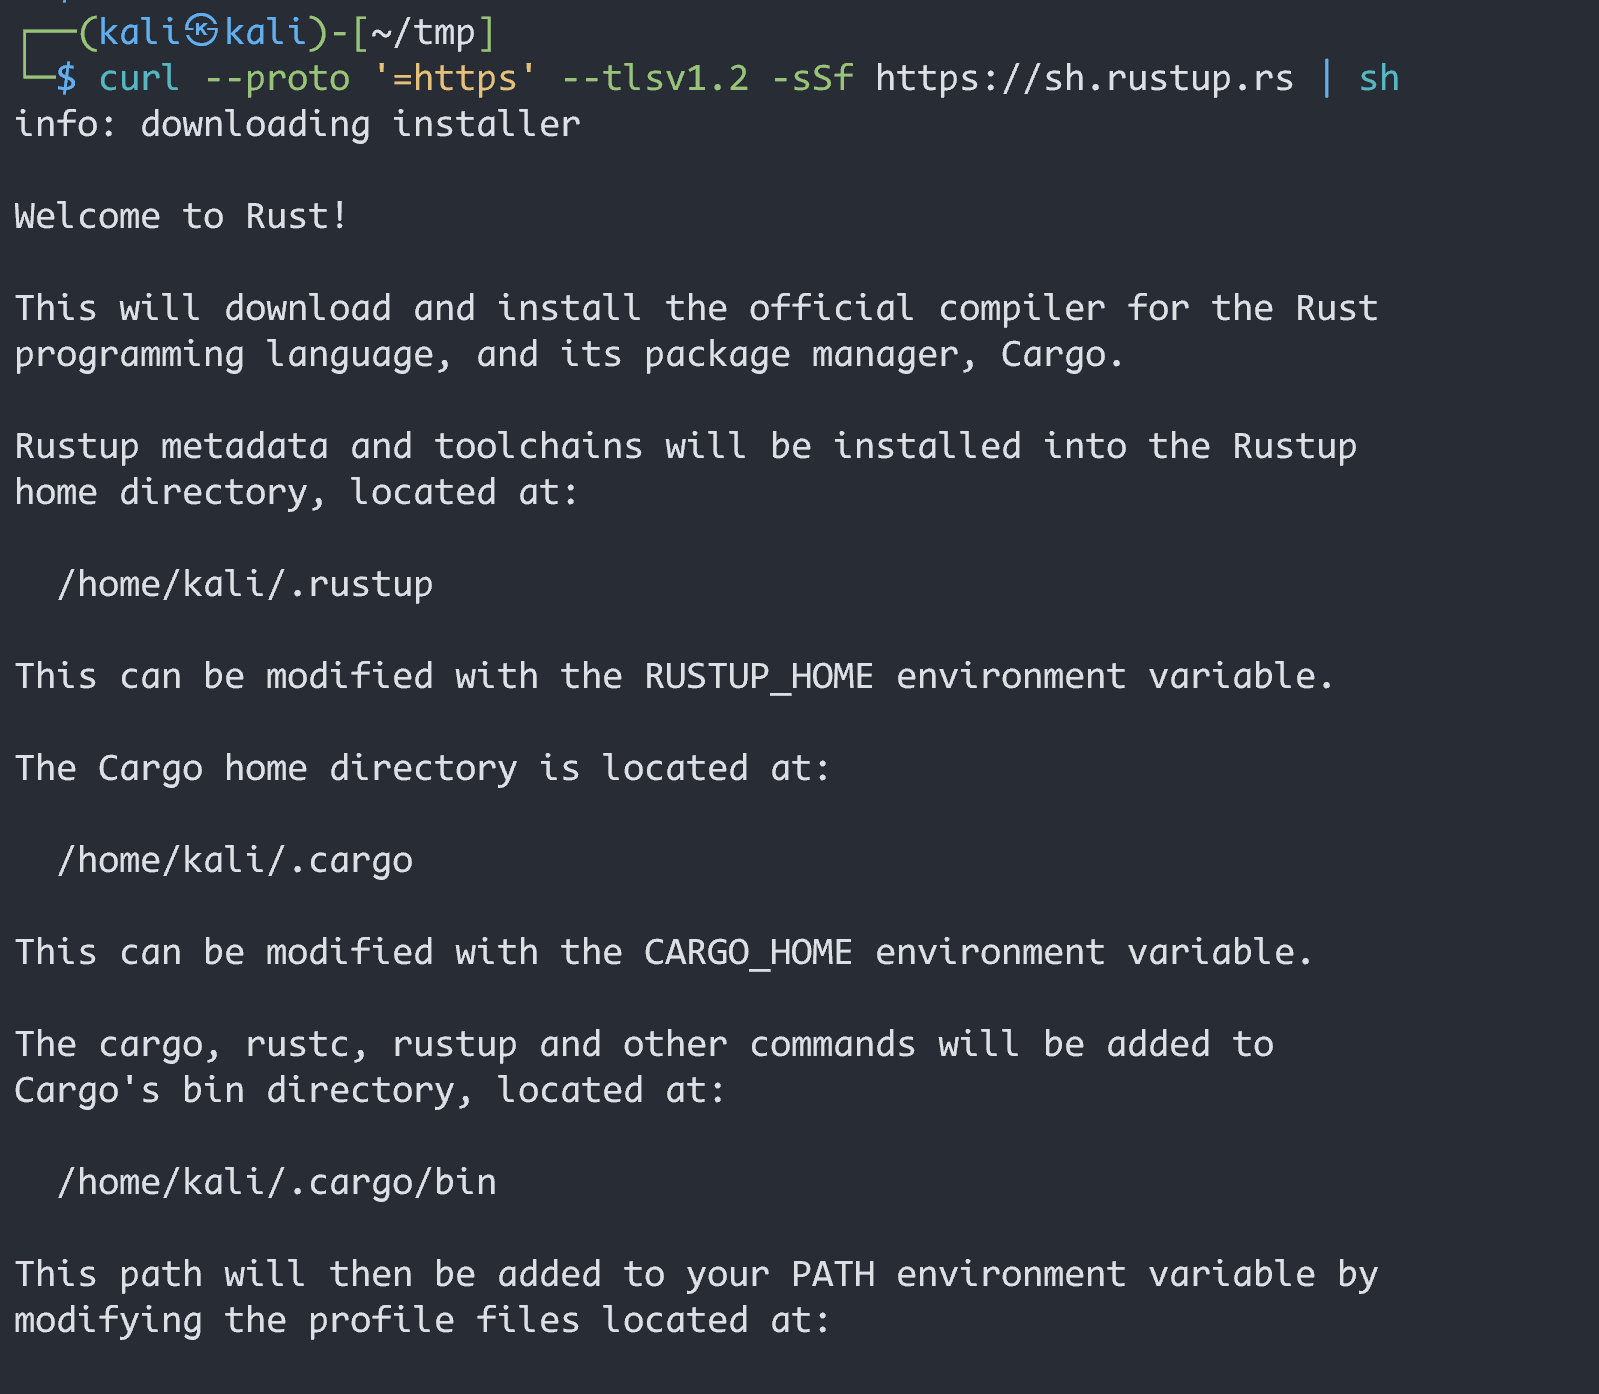 ┌──(kali㉿kali)-[~/tmp]
└─$ curl --proto '=https' --tlsv1.2 -sSf https://sh.rustup.rs | sh
info: downloading installer

Welcome to Rust!

This will download and install the official compiler for the Rust
programming language, and its package manager, Cargo.

Rustup metadata and toolchains will be installed into the Rustup
home directory, located at:

  /home/kali/.rustup

This can be modified with the RUSTUP_HOME environment variable.

The Cargo home directory is located at:

  /home/kali/.cargo

This can be modified with the CARGO_HOME environment variable.

The cargo, rustc, rustup and other commands will be added to
Cargo's bin directory, located at:

  /home/kali/.cargo/bin

This path will then be added to your PATH environment variable by
modifying the profile files located at: